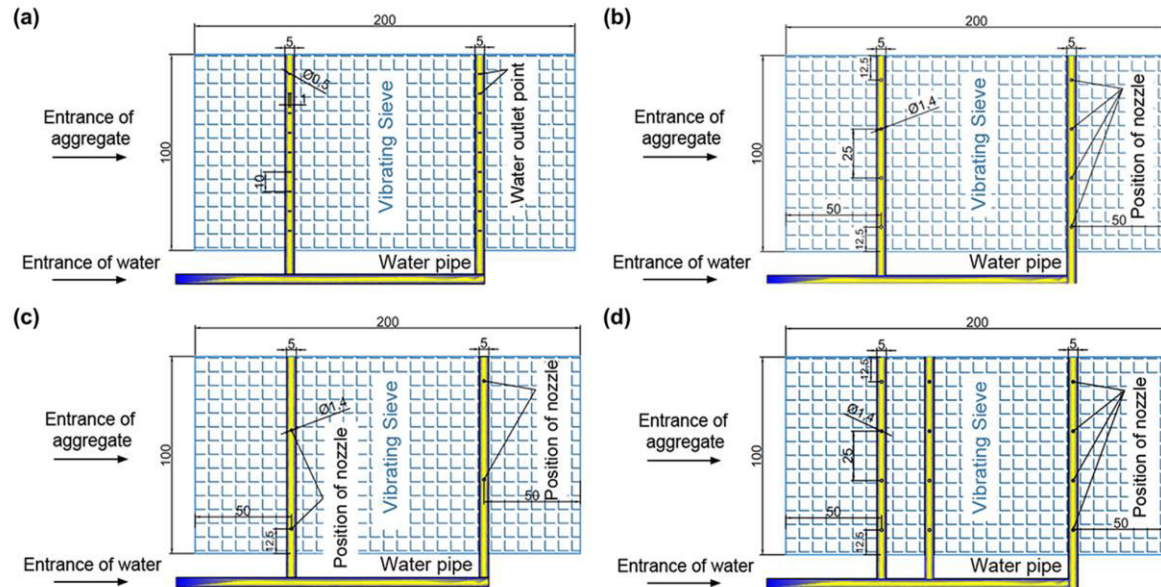 (a)
200
5
5
Ø0,5
1
Entrance of
aggregate
100
10
Vibrating Sieve
Water outlet point
Entrance of water
Water pipe
(b)
200
5
5
12,5
Ø1,4
Entrance of
aggregate
100
25
Vibrating Sieve
Position of nozzle
50
50
12,5
Entrance of water
Water pipe
(c)
200
5
5
Ø1,4
Entrance of
aggregate
100
Position of nozzle
Vibrating Sieve
Position of nozzle
50
50
12,5
Entrance of water
Water pipe
(d)
200
5
5
12,5
Ø1,4
Entrance of
aggregate
100
25
Vibrating Sieve
Position of nozzle
50
50
12,5
Entrance of water
Water pipe